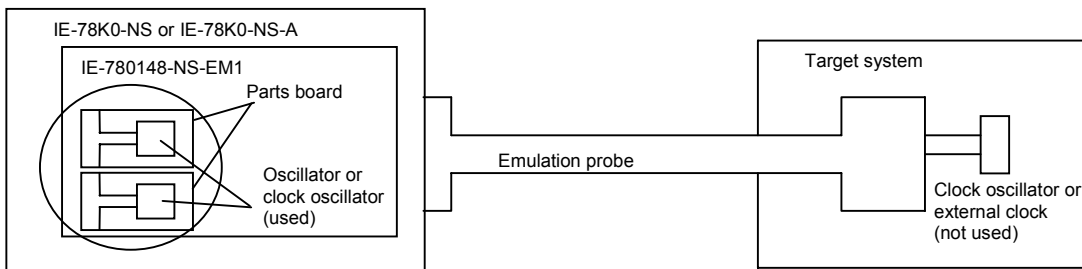 IE-78K0-NS or IE-78K0-NS-A
IE-780148-NS-EM1
Parts board
Oscillator or
clock oscillator
(used)
Emulation probe
Target system
Clock oscillator or
external clock
(not used)